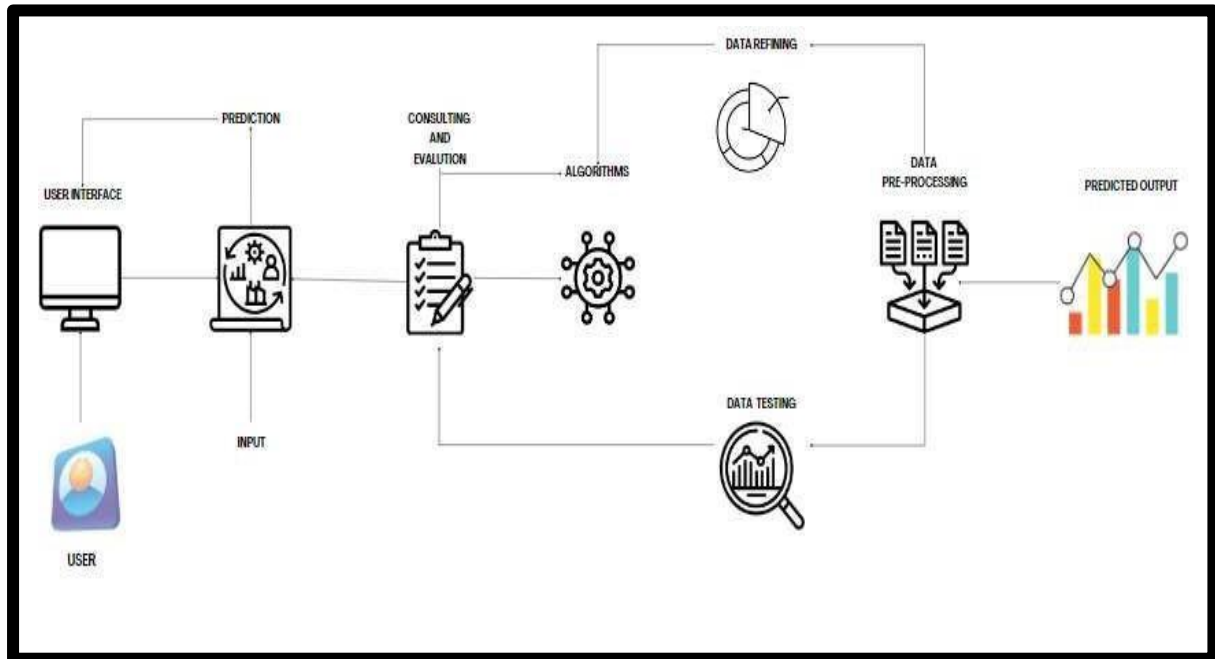 DATA REFINING
PREDICTION
CONSULTING
AND
EVALUTION
ALGORITHMS
DATA
PRE-PROCESSING
USER INTERFACE
PREDICTED OUTPUT
DATA TESTING
INPUT
USER